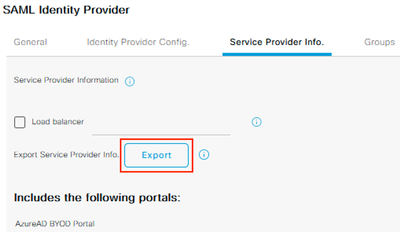 SAML Identity Provider
General Identity Provider Config. Service Provider Info. Groups
Service Provider Information
Load balancer
Export Service Provider Info. Export
Includes the following portals:
AzureAD BYOD Portal